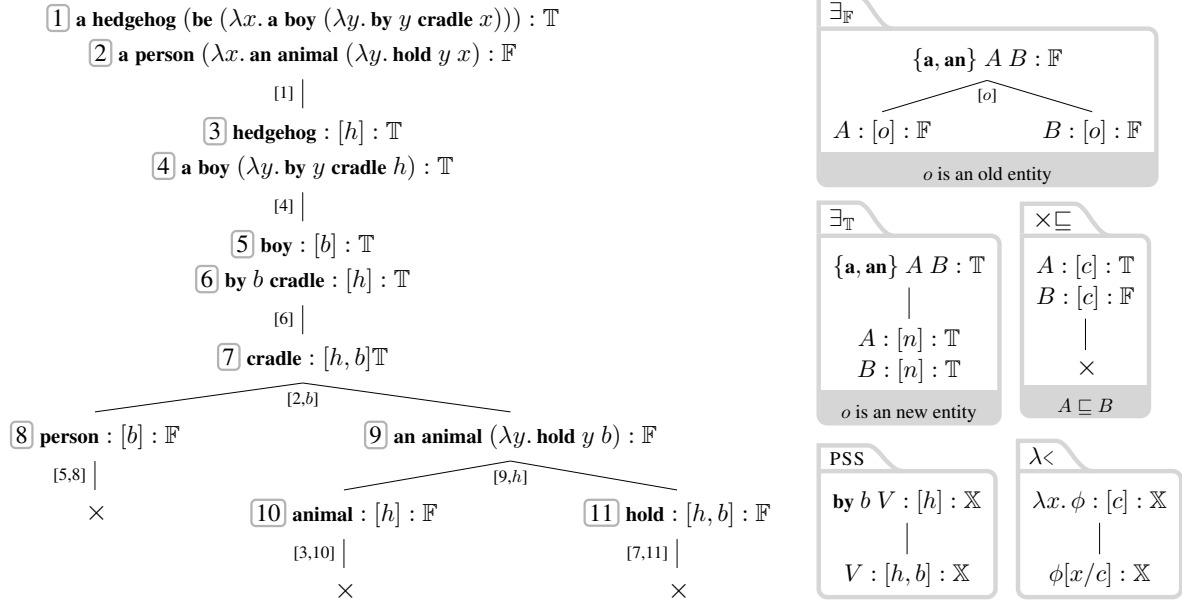 1 a hedgehog (be (λx. a boy (λy. by y cradle x))) : 𝕋
2 a person (λx. an animal (λy. hold y x) : 𝔽
[1]
3 hedgehog : [h] : 𝕋
4 a boy (λy. by y cradle h) : 𝕋
[4]
5 boy : [b] : 𝕋
6 by b cradle : [h] : 𝕋
[6]
7 cradle : [h, b]𝕋
[2,b]
8 person : [b] : 𝔽
9 an animal (λy. hold y b) : 𝔽
[5,8]
×
[9,h]
10 animal : [h] : 𝔽
11 hold : [h, b] : 𝔽
[3,10]
[7,11]
×
×
∃𝔽
{a, an} A B : 𝔽
[o]
A : [o] : 𝔽
B : [o] : 𝔽
o is an old entity
∃𝕋
{a, an} A B : 𝕋
A : [n] : 𝕋
B : [n] : 𝕋
o is an new entity
×⊑
A : [c] : 𝕋
B : [c] : 𝔽
×
A ⊑ B
PSS
by b V : [h] : 𝕏
V : [h, b] : 𝕏
λ<
λx. ϕ : [c] : 𝕏
ϕ[x/c] : 𝕏